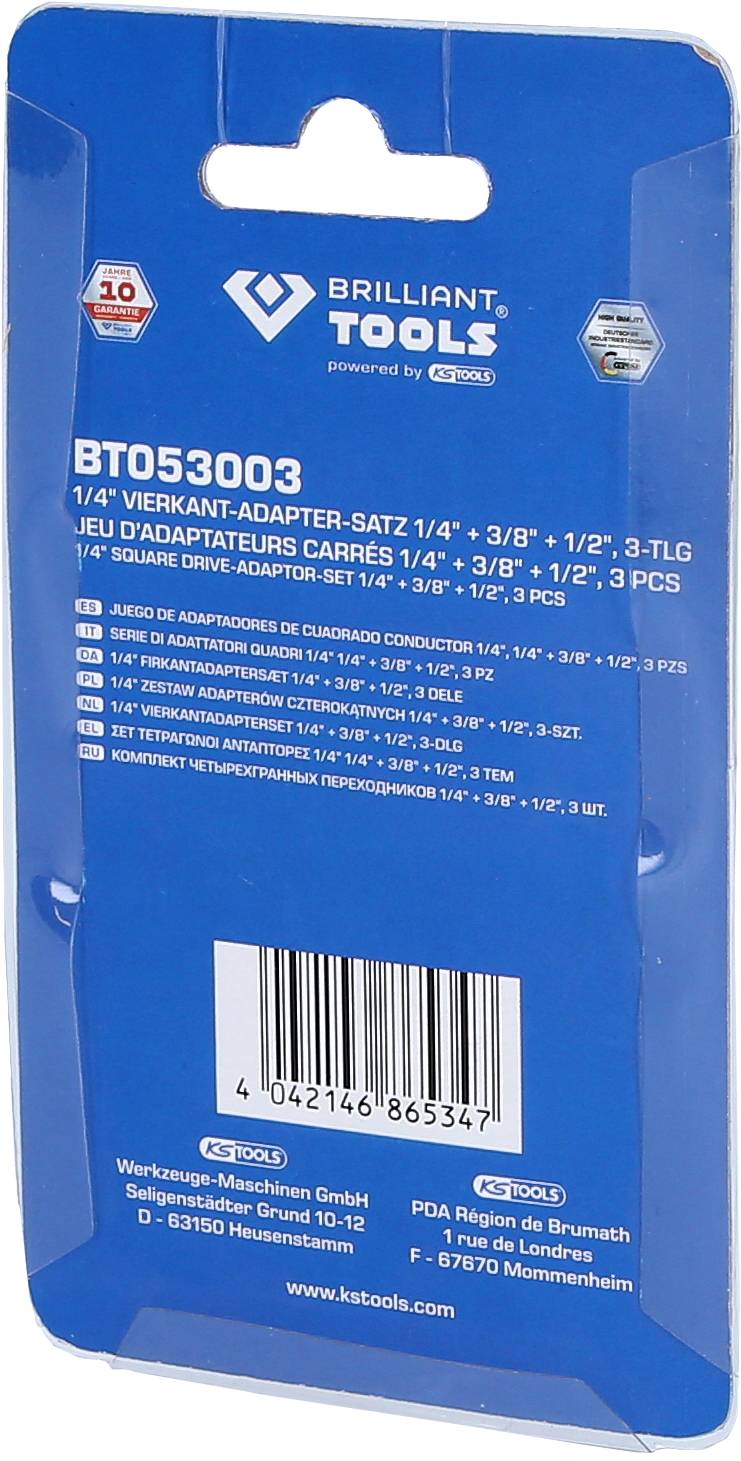 JAHRE
10
GARANTIE
BRILLIANT
TOOLS
BRILLIANT
TOOLS®
powered by KSTOOLS
HIGH QUALITY
DEUTSCHER
INDUSTRIESTANDARD
BT053003
1/4" VIERKANT-ADAPTER-SATZ 1/4" + 3/8" + 1/2", 3-TLG
JEU D'ADAPTATEURS CARRÉS 1/4" + 3/8" + 1/2", 3 PCS
1/4" SQUARE DRIVE-ADAPTOR-SET 1/4" + 3/8" + 1/2", 3 PCS
ES JUEGO DE ADAPTADORES DE CUADRADO CONDUCTOR 1/4", 1/4" + 3/8" + 1/2", 3 PZS
IT SERIE DI ADATTATORI QUADRI 1/4" 1/4" + 3/8" + 1/2", 3 PZ
DA 1/4" FIRKANTADAPTERSÆT 1/4" + 3/8" + 1/2", 3 DELE
PL 1/4" ZESTAW ADAPTERÓW CZTEROKĄTNYCH 1/4" + 3/8" + 1/2", 3-SZT.
NL 1/4" VIERKANTADAPTERSET 1/4" + 3/8" + 1/2", 3-DLG
EL ΣΕΤ ΤΕΤΡΑΓΩΝΟΙ ΑΝΤΑΠΤΟΡΕΣ 1/4" 1/4" + 3/8" + 1/2", 3 ΤΕΜ
RU КОМПЛЕКТ ЧЕТЫРЕХГРАННЫХ ПЕРЕХОДНИКОВ 1/4" + 3/8" + 1/2", 3 ШТ.
4 042146 865347
KSTOOLS
Werkzeuge-Maschinen GmbH
Seligenstädter Grund 10-12
D - 63150 Heusenstamm
KSTOOLS
PDA Région de Brumath
1 rue de Londres
F - 67670 Mommenheim
www.kstools.com